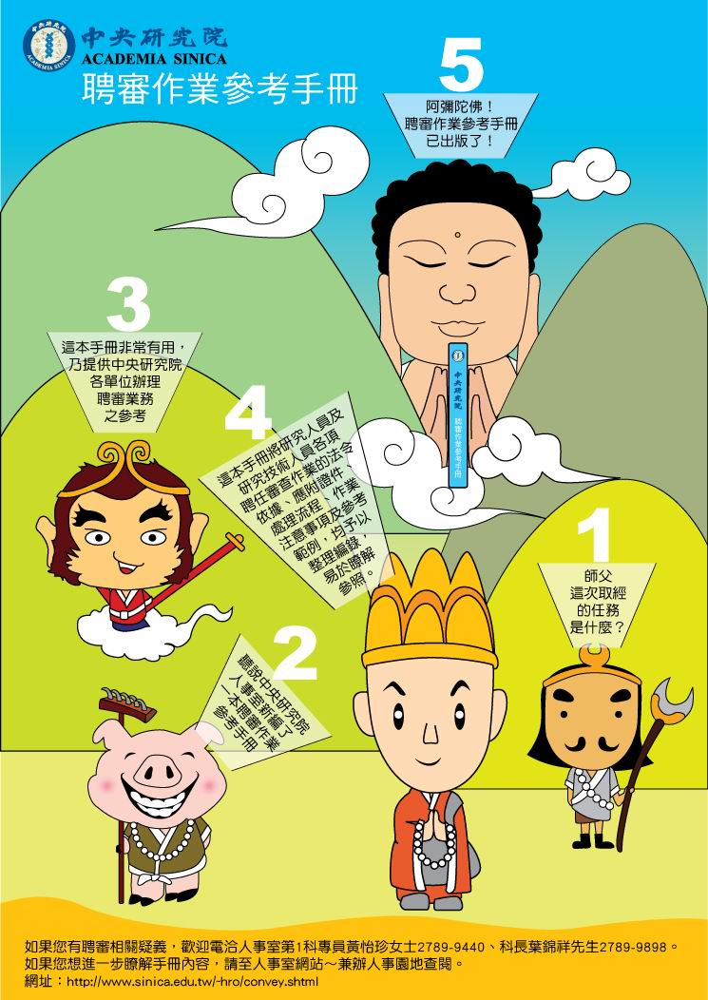 中央研究院
ACADEMIA SINICA
中央研究院
ACADEMIA SINICA
聘審作業參考手冊
5
阿彌陀佛！
聘審作業參考手冊
已出版了！
3
這本手冊非常有用，
乃提供中央研究院
各單位辦理
聘審業務
之參考
4
這本手冊將研究人員及
研究技術人員各項
聘任審查作業的法令
依據、應附證件、
處理流程、作業
注意事項及參考
範例，均予以
整理編錄
易於瞭解
參照。
中央研究院
聘審作業參考手冊
1
師父
這次取經
的任務
是什麼？
2
聽說中央研究院
人事室新編了
一本聘審作業
參考手冊
如果您有聘審相關疑義，歡迎電洽人事室第1科專員黃怡珍女士2789-9440、科長葉錦祥先生2789-9898。
如果您想進一步瞭解手冊內容，請至人事室網站～兼辦人事園地查閱。
網址：http://www.sinica.edu.tw/~hro/convey.shtml